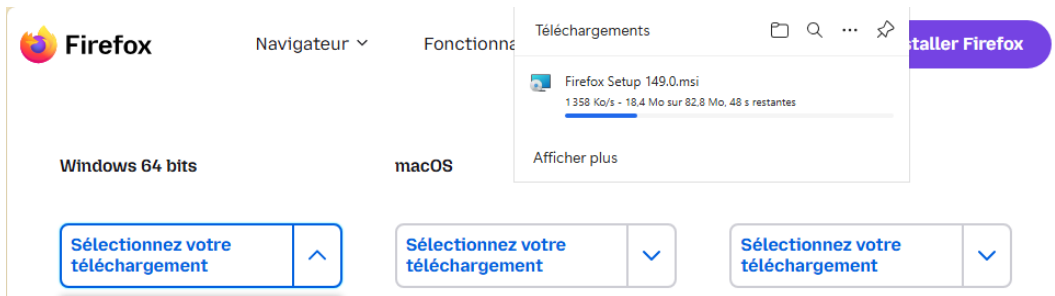 Firefox
Navigateur
Fonctionna
Téléchargements
taller Firefox
Firefox Setup 149.0.msi
1 358 Ko/s - 18,4 Mo sur 82,8 Mo, 48 s restantes
Afficher plus
Windows 64 bits
macOS
Sélectionnez votre
téléchargement
Sélectionnez votre
téléchargement
Sélectionnez votre
téléchargement